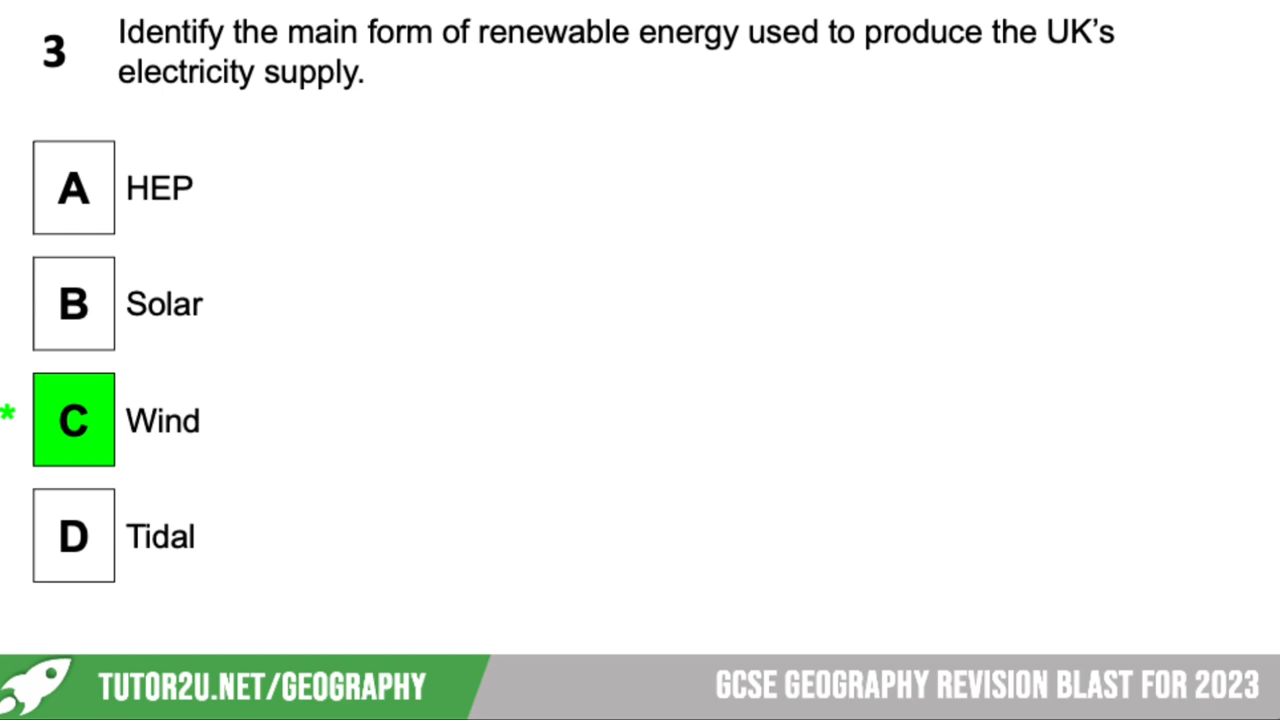 3
Identify the main form of renewable energy used to produce the UK’s
electricity supply.
A HEP
B Solar
* C Wind
D Tidal
TUTOR2U.NET/GEOGRAPHY
GCSE GEOGRAPHY REVISION BLAST FOR 2023